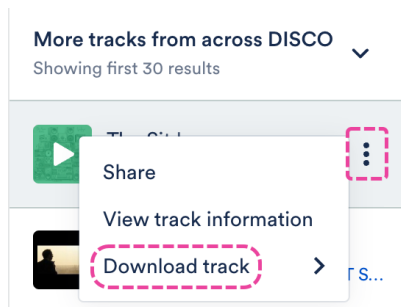 More tracks from across DISCO
Showing first 30 results
Share
View track information
Download track